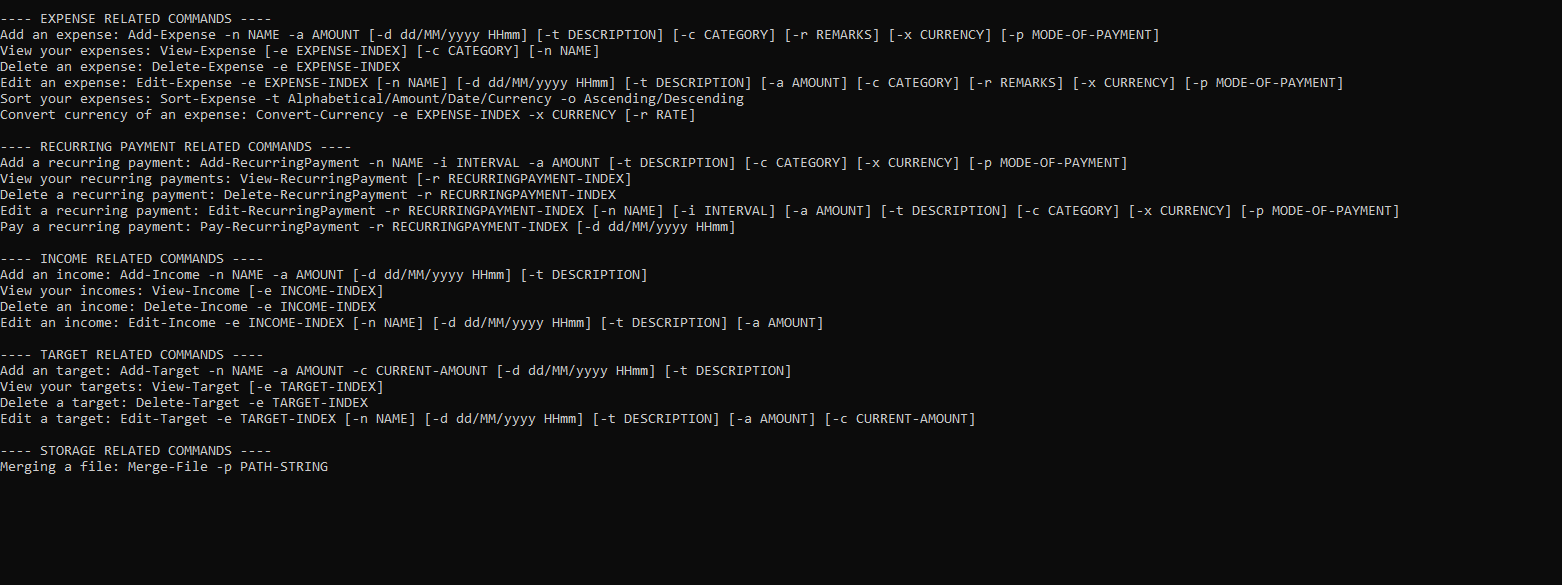 ---- EXPENSE RELATED COMMANDS ----
Add an expense: Add-Expense -n NAME -a AMOUNT [-d dd/MM/yyyy HHmm] [-t DESCRIPTION] [-c CATEGORY] [-r REMARKS] [-x CURRENCY] [-p MODE-OF-PAYMENT]
View your expenses: View-Expense [-e EXPENSE-INDEX] [-c CATEGORY] [-n NAME]
Delete an expense: Delete-Expense -e EXPENSE-INDEX
Edit an expense: Edit-Expense -e EXPENSE-INDEX [-n NAME] [-d dd/MM/yyyy HHmm] [-t DESCRIPTION] [-a AMOUNT] [-c CATEGORY] [-r REMARKS] [-x CURRENCY] [-p MODE-OF-PAYMENT]
Sort your expenses: Sort-Expense -t Alphabetical/Amount/Date/Currency -o Ascending/Descending
Convert currency of an expense: Convert-Currency -e EXPENSE-INDEX -x CURRENCY [-r RATE]
---- RECURRING PAYMENT RELATED COMMANDS ----
Add a recurring payment: Add-RecurringPayment -n NAME -i INTERVAL -a AMOUNT [-t DESCRIPTION] [-c CATEGORY] [-x CURRENCY] [-p MODE-OF-PAYMENT]
View your recurring payments: View-RecurringPayment [-r RECURRINGPAYMENT-INDEX]
Delete a recurring payment: Delete-RecurringPayment -r RECURRINGPAYMENT-INDEX
Edit a recurring payment: Edit-RecurringPayment -r RECURRINGPAYMENT-INDEX [-n NAME] [-i INTERVAL] [-a AMOUNT] [-t DESCRIPTION] [-c CATEGORY] [-x CURRENCY] [-p MODE-OF-PAYMENT]
Pay a recurring payment: Pay-RecurringPayment -r RECURRINGPAYMENT-INDEX [-d dd/MM/yyyy HHmm]
---- INCOME RELATED COMMANDS ----
Add an income: Add-Income -n NAME -a AMOUNT [-d dd/MM/yyyy HHmm] [-t DESCRIPTION]
View your incomes: View-Income [-e INCOME-INDEX]
Delete an income: Delete-Income -e INCOME-INDEX
Edit an income: Edit-Income -e INCOME-INDEX [-n NAME] [-d dd/MM/yyyy HHmm] [-t DESCRIPTION] [-a AMOUNT]
---- TARGET RELATED COMMANDS ----
Add an target: Add-Target -n NAME -a AMOUNT -c CURRENT-AMOUNT [-d dd/MM/yyyy HHmm] [-t DESCRIPTION]
View your targets: View-Target [-e TARGET-INDEX]
Delete a target: Delete-Target -e TARGET-INDEX
Edit a target: Edit-Target -e TARGET-INDEX [-n NAME] [-d dd/MM/yyyy HHmm] [-t DESCRIPTION] [-a AMOUNT] [-c CURRENT-AMOUNT]
---- STORAGE RELATED COMMANDS ----
Merging a file: Merge-File -p PATH-STRING